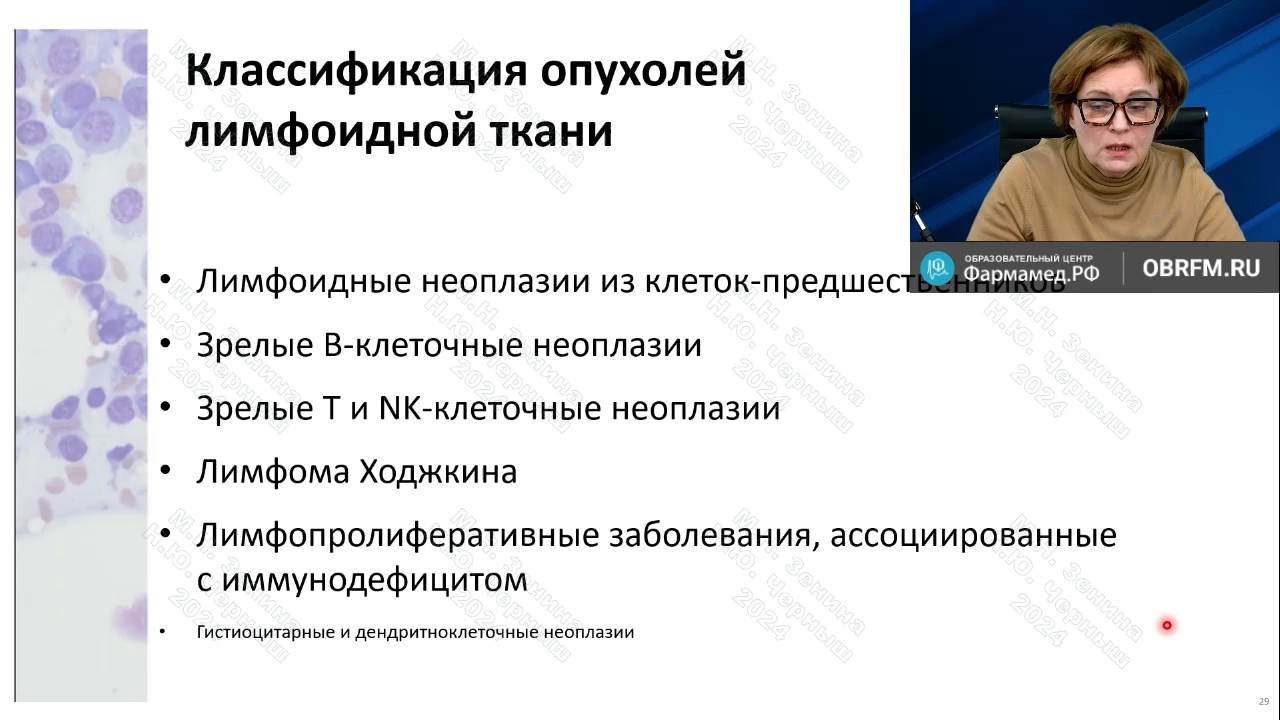 Классификация опухолей
лимфоидной ткани
ОБРАЗОВАТЕЛЬНЫЙ ЦЕНТР
Фармамед.РФ
OBRFM.RU
• Лимфоидные неоплазии из клеток-предшественников
• Зрелые В-клеточные неоплазии
• Зрелые Т и NK-клеточные неоплазии
• Лимфома Ходжкина
• Лимфопролиферативные заболевания, ассоциированные
с иммунодефицитом
• Гистиоцитарные и дендритноклеточные неоплазии
М.Н. Зенина
Н.Ю. Черныш
2024
29